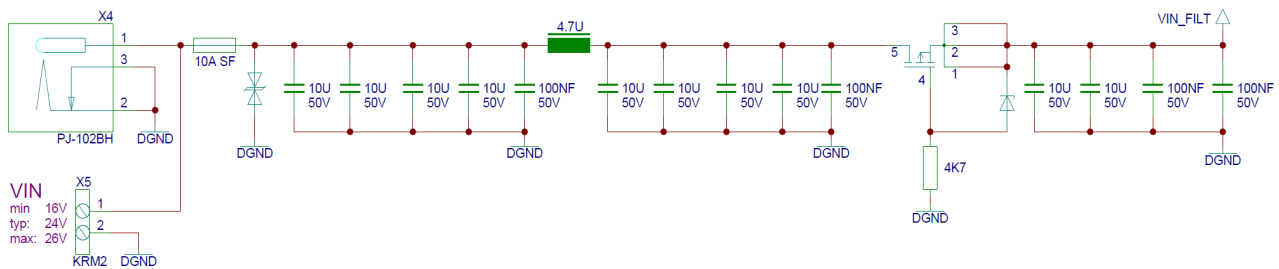 X4
1
3
2
PJ-102BH
DGND
10A SF
DGND
10U
50V
10U
50V
10U
50V
10U
50V
100NF
50V
DGND
4.7U
10U
50V
10U
50V
10U
50V
10U
50V
100NF
50V
DGND
5
4
3
2
1
4K7
DGND
VIN_FILT
10U
50V
10U
50V
100NF
50V
100NF
50V
DGND
VIN
min 16V
typ: 24V
max: 26V
X5
1
2
KRM2
DGND